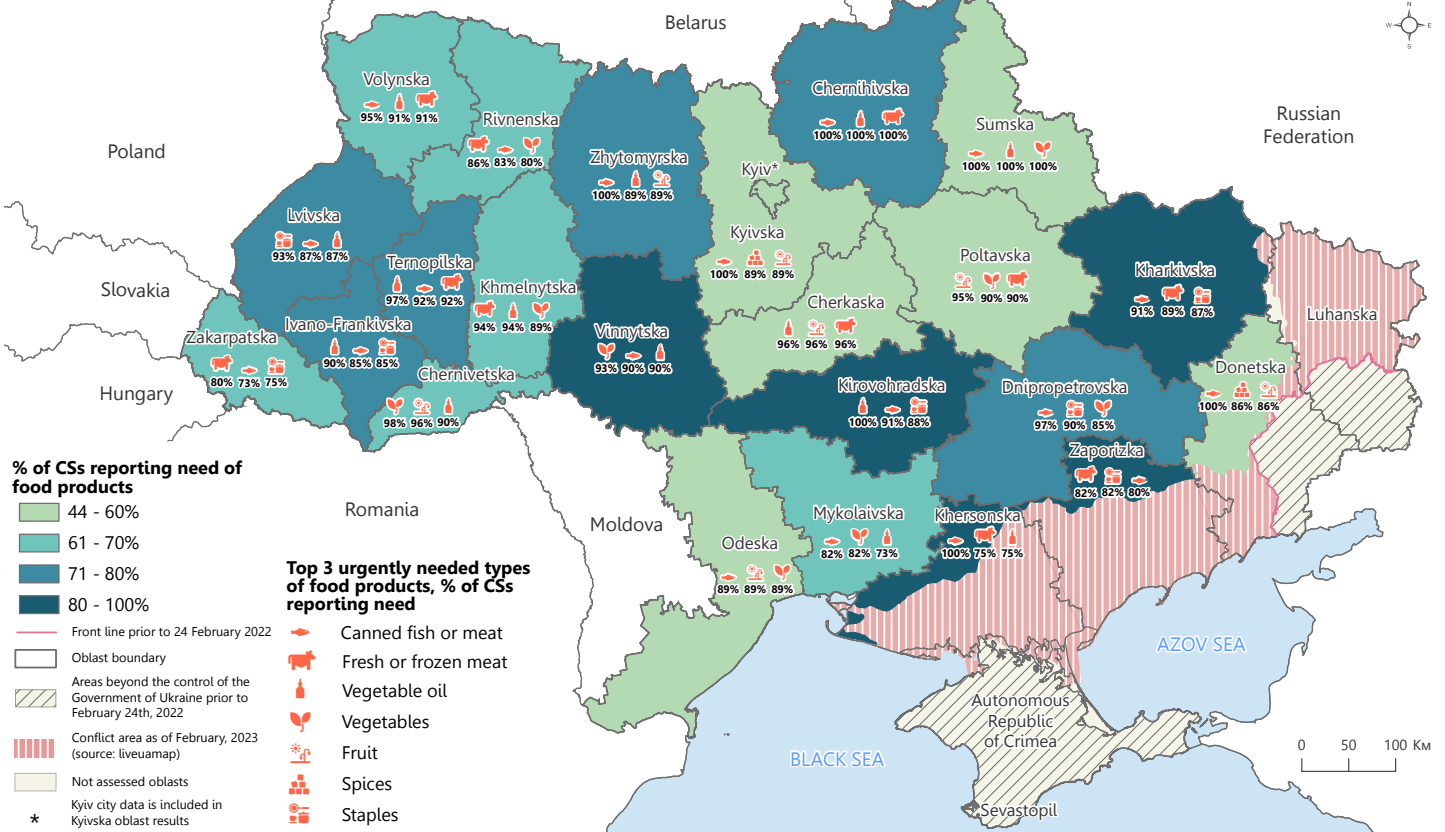 Belarus
N
W
E
S
Volynska
95% 91% 91%
Rivnenska
86% 83% 80%
Zhytomyrska
100% 89% 89%
Chernihivska
100% 100% 100%
Sumska
100% 100% 100%
Russian
Federation
Poland
Kyiv*
Kyivska
100% 89% 89%
Lvivska
93% 87% 87%
Ternopilska
97% 92% 92%
Khmelnytska
94% 94% 89%
Poltavska
95% 90% 90%
Kharkivska
91% 89% 87%
Slovakia
Cherkaska
96% 96% 96%
Luhanska
Zakarpatska
80% 73% 75%
Ivano-Frankivska
90% 85% 85%
Vinnytska
93% 90% 90%
Chernivetska
98% 96% 90%
Hungary
Kirovohradska
100% 91% 88%
Dnipropetrovska
97% 90% 85%
Donetska
100% 86% 86%
Zaporizka
82% 82% 80%
Romania
Moldova
Odeska
89% 89% 89%
Mykolaivska
82% 82% 73%
Khersonska
100% 75% 75%
AZOV SEA
BLACK SEA
Autonomous
Republic
of Crimea
Sevastopil
0 50 100 Км
% of CSs reporting need of
food products
44 - 60%
61 - 70%
71 - 80%
80 - 100%
Front line prior to 24 February 2022
Oblast boundary
Areas beyond the control of the
Government of Ukraine prior to
February 24th, 2022
Conflict area as of February, 2023
(source: liveuamap)
Not assessed oblasts
* Kyiv city data is included in
Kyivska oblast results
Top 3 urgently needed types
of food products, % of CSs
reporting need
Canned fish or meat
Fresh or frozen meat
Vegetable oil
Vegetables
Fruit
Spices
Staples